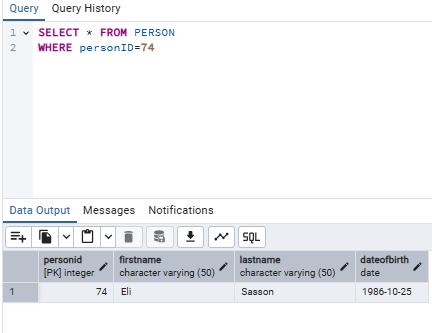 Query Query History
1 SELECT * FROM PERSON
2 WHERE personID=74
Data Output Messages Notifications
SQL
personid firstname lastname dateofbirth
[PK] integer character varying (50) character varying (50) date
1 74 Eli Sasson 1986-10-25